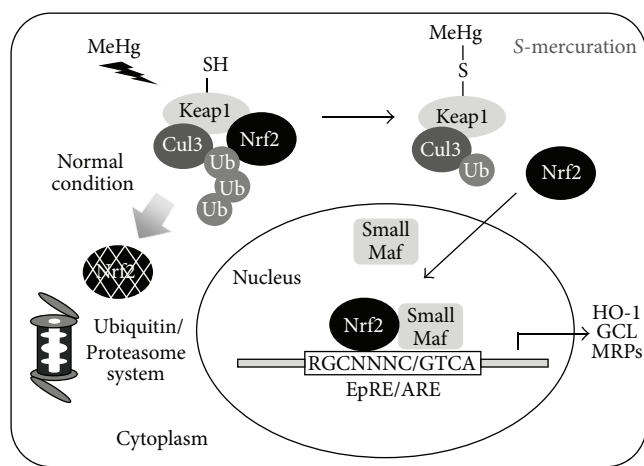 MeHg
SH
Keap1
Cul3
Nrf2
Ub
Ub
Ub
Normal
condition
Nrf2
Ubiquitin/
Proteasome
system
Cytoplasm
MeHg
S
Keap1
Cul3
Ub
S-mercuration
Nrf2
Nucleus
Small
Maf
Nrf2
Small
Maf
RGCNNNC/GTCA
EpRE/ARE
HO-1
GCL
MRPs